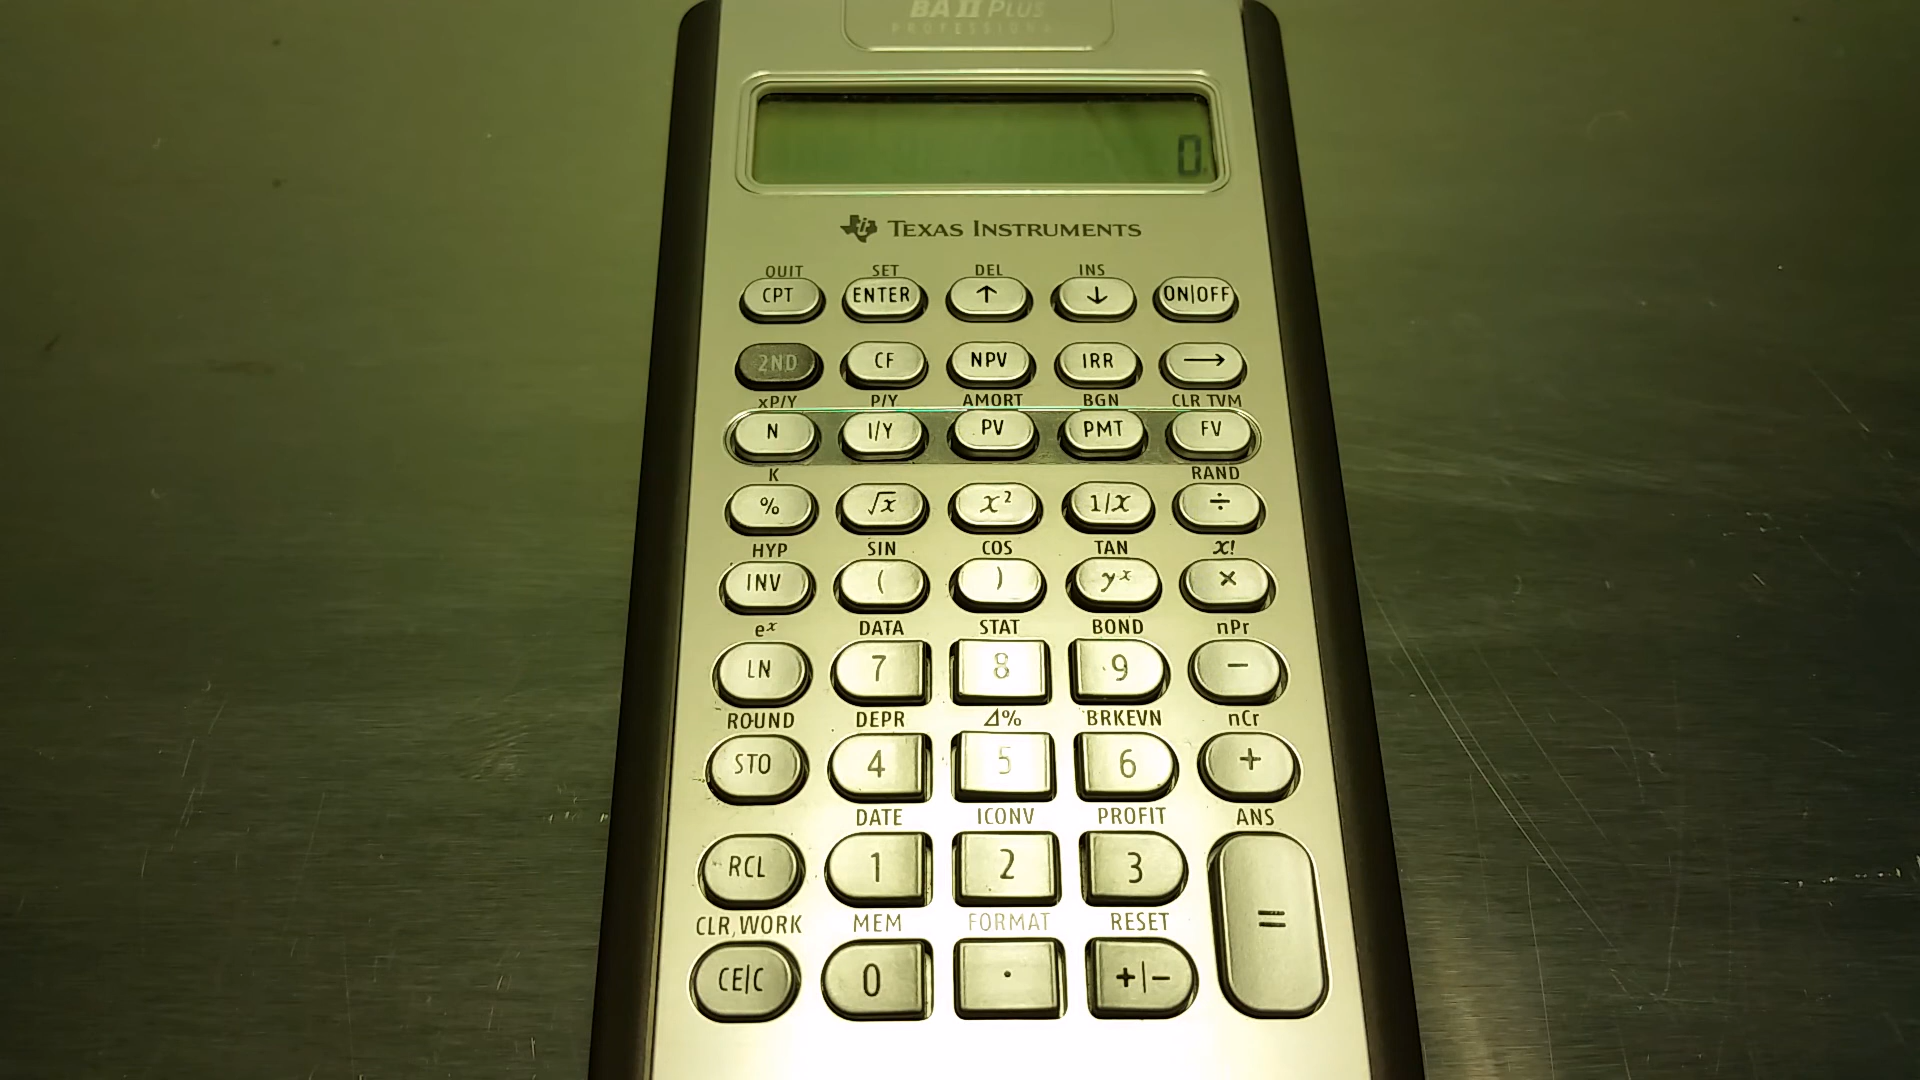 BA II PLUS
PROFESSIONAL
0.
TEXAS INSTRUMENTS
QUIT SET DEL INS
CPT ENTER ↑ ↓ ON|OFF
2ND CF NPV IRR →
xP/Y P/Y AMORT BGN CLR TVM
N I/Y PV PMT FV
K RAND
% √x x² 1/x ÷
HYP SIN COS TAN x!
INV ( ) yˣ ×
eˣ DATA STAT BOND nPr
LN 7 8 9 −
ROUND DEPR Δ% BRKEVN nCr
STO 4 5 6 +
DATE ICONV PROFIT ANS
RCL 1 2 3 =
CLR WORK MEM FORMAT RESET
CE|C 0 . +|−